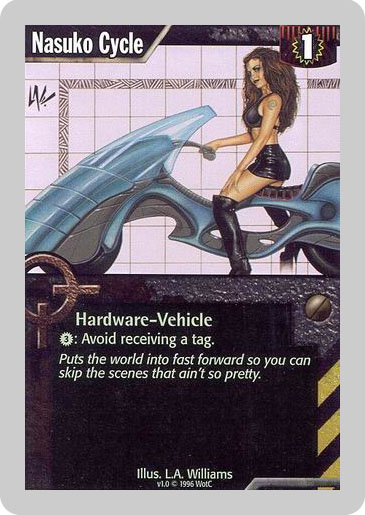 Nasuko Cycle
1
Hardware-Vehicle
3: Avoid receiving a tag.
Puts the world into fast forward so you can
skip the scenes that ain't so pretty.
Illus. L.A. Williams
v1.0 © 1996 WotC